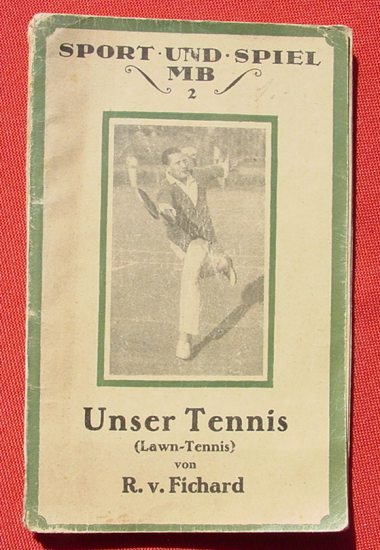 SPORT·UND·SPIEL
MB
2
Unser Tennis
(Lawn-Tennis)
von
R. v. Fichard